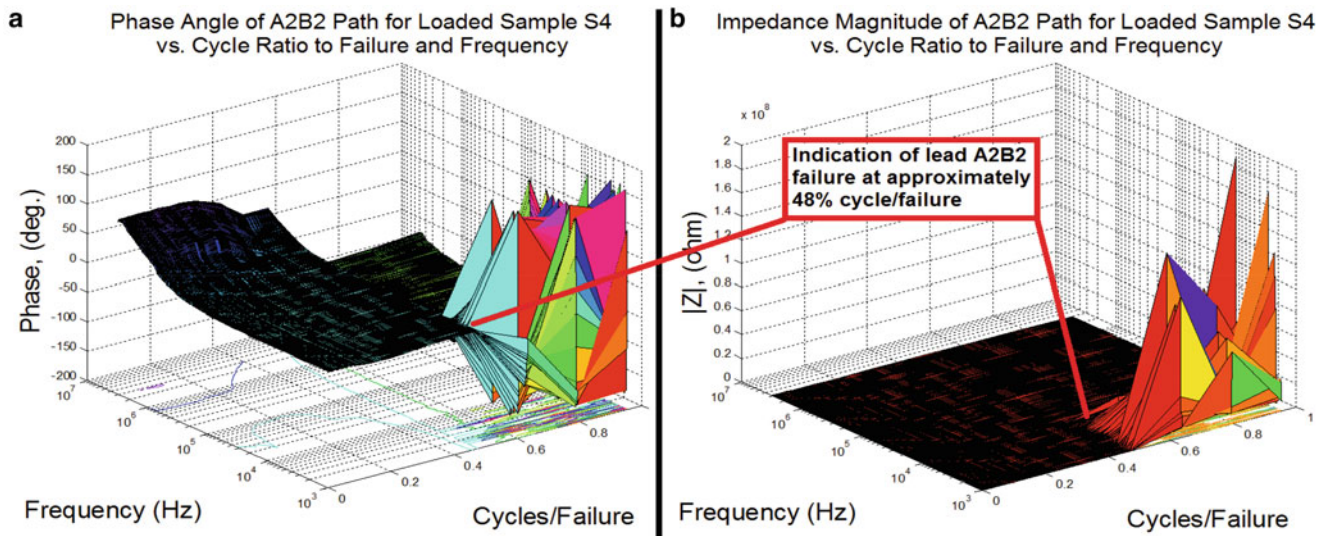 a
Phase Angle of A2B2 Path for Loaded Sample S4
vs. Cycle Ratio to Failure and Frequency
200
150
100
50
0
-50
-100
-150
-200
Phase, (deg.)
10⁷
10⁶
10⁵
10⁴
10³
Frequency (Hz)
0
0.2
0.4
0.6
0.8
Cycles/Failure
b
Impedance Magnitude of A2B2 Path for Loaded Sample S4
vs. Cycle Ratio to Failure and Frequency
x 10⁸
2
1.8
1.6
1.4
1.2
1
0.8
0.6
0.4
0.2
0
|Z|, (ohm)
Indication of lead A2B2
failure at approximately
48% cycle/failure
10⁷
10⁶
10⁵
10⁴
10³
Frequency (Hz)
0
0.2
0.4
0.6
0.8
1
Cycles/Failure